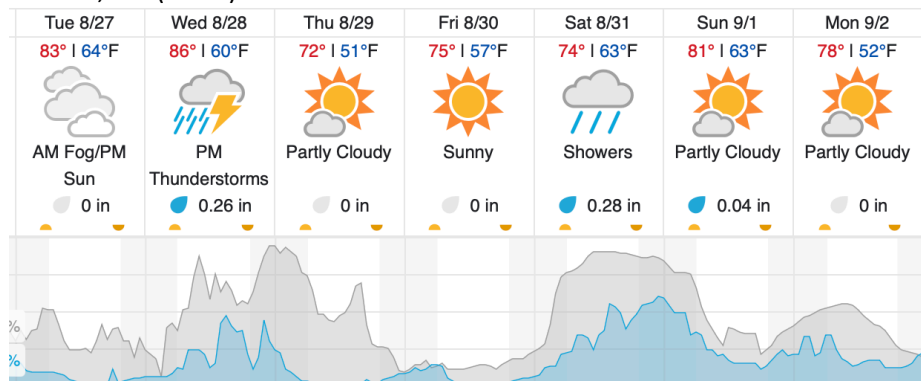 Tue 8/27 Wed 8/28 Thu 8/29 Fri 8/30 Sat 8/31 Sun 9/1 Mon 9/2
83° | 64°F 86° | 60°F 72° | 51°F 75° | 57°F 74° | 63°F 81° | 63°F 78° | 52°F
AM Fog/PM PM Partly Cloudy Sunny Showers Partly Cloudy Partly Cloudy
Sun Thunderstorms
0 in 0.26 in 0 in 0 in 0.28 in 0.04 in 0 in
%
%